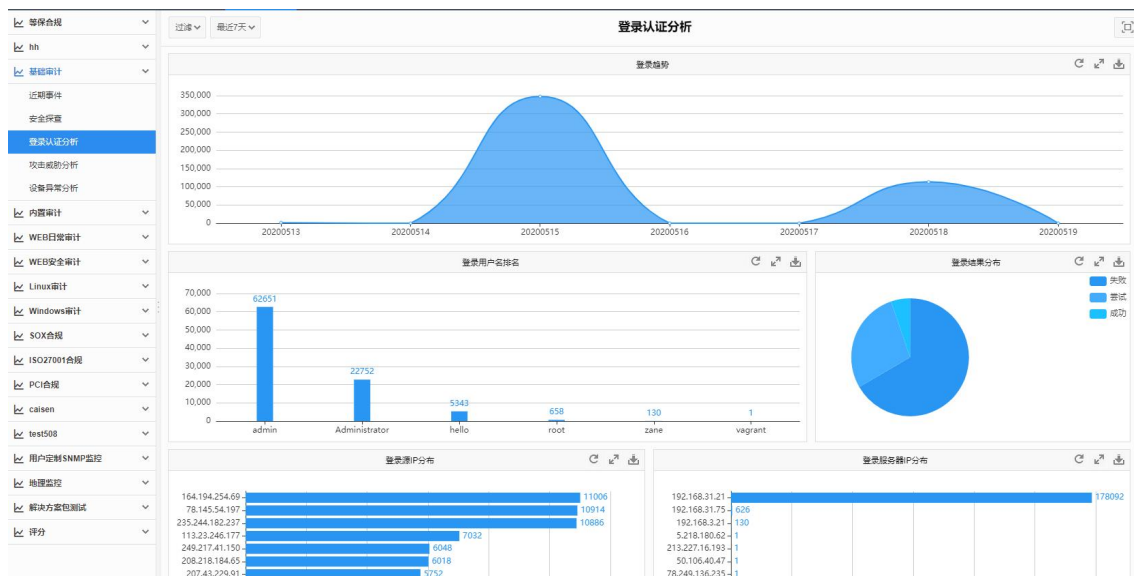 等保合规
hh
基础审计
近期事件
安全探查
登录认证分析
攻击威胁分析
设备异常分析
内置审计
WEB日常审计
WEB安全审计
Linux审计
Windows审计
SOX合规
ISO27001合规
PCI合规
caisen
test508
用户定制SNMP监控
地理监控
解决方案包测试
评分
过滤 最近7天 登录认证分析
登录趋势
350,000
300,000
250,000
200,000
150,000
100,000
50,000
0
20200513 20200514 20200515 20200516 20200517 20200518 20200519
登录用户名排名
70,000
60,000
50,000
40,000
30,000
20,000
10,000
0
62651 22752 5343 658 130 1
admin Administrator hello root zane vagrant
登录结果分布
失败
尝试
成功
登录源IP分布
164.194.254.69 11006
78.145.54.197 10914
235.244.182.237 10886
113.23.246.177 7032
249.217.41.150 6048
208.218.184.65 6018
207.43.229.91 5752
登录服务器IP分布
192.168.31.21 178092
192.168.31.75 626
192.168.3.21 130
5.218.180.62 1
213.227.16.193 1
50.106.40.47 1
78.249.136.235 1